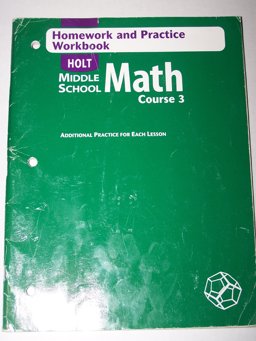 Homework and Practice
Workbook
HOLT
MIDDLE
SCHOOL Math
Course 3
ADDITIONAL PRACTICE FOR EACH LESSON